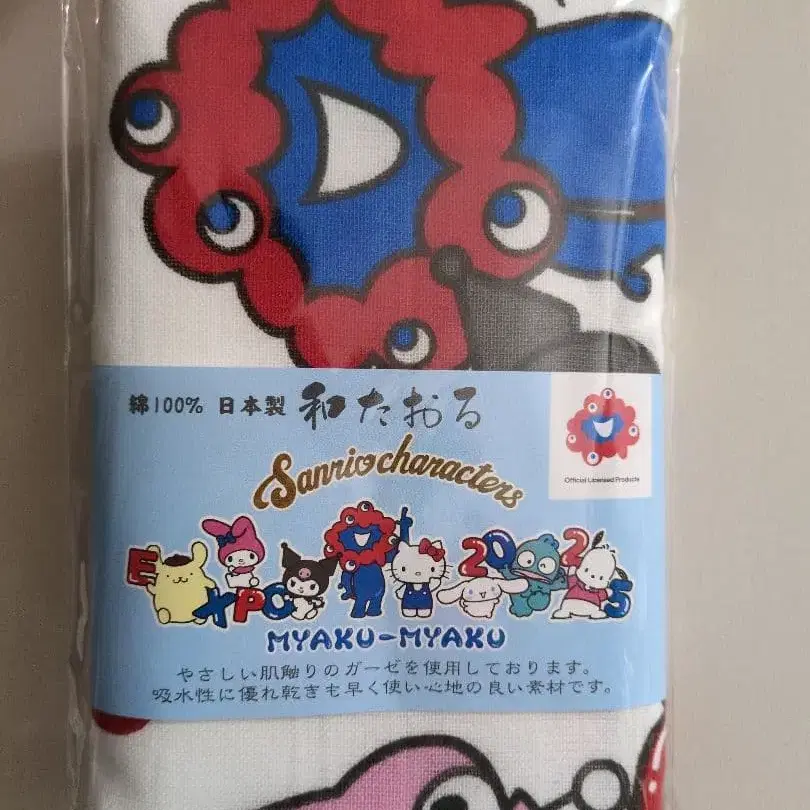 綿100% 日本製 和たおる
Sanrio characters
Official Licensed Products
EXPO 2025
MYAKU-MYAKU
やさしい肌触りのガーゼを使用しております。
吸水性に優れ乾きも早く使い心地の良い素材です。